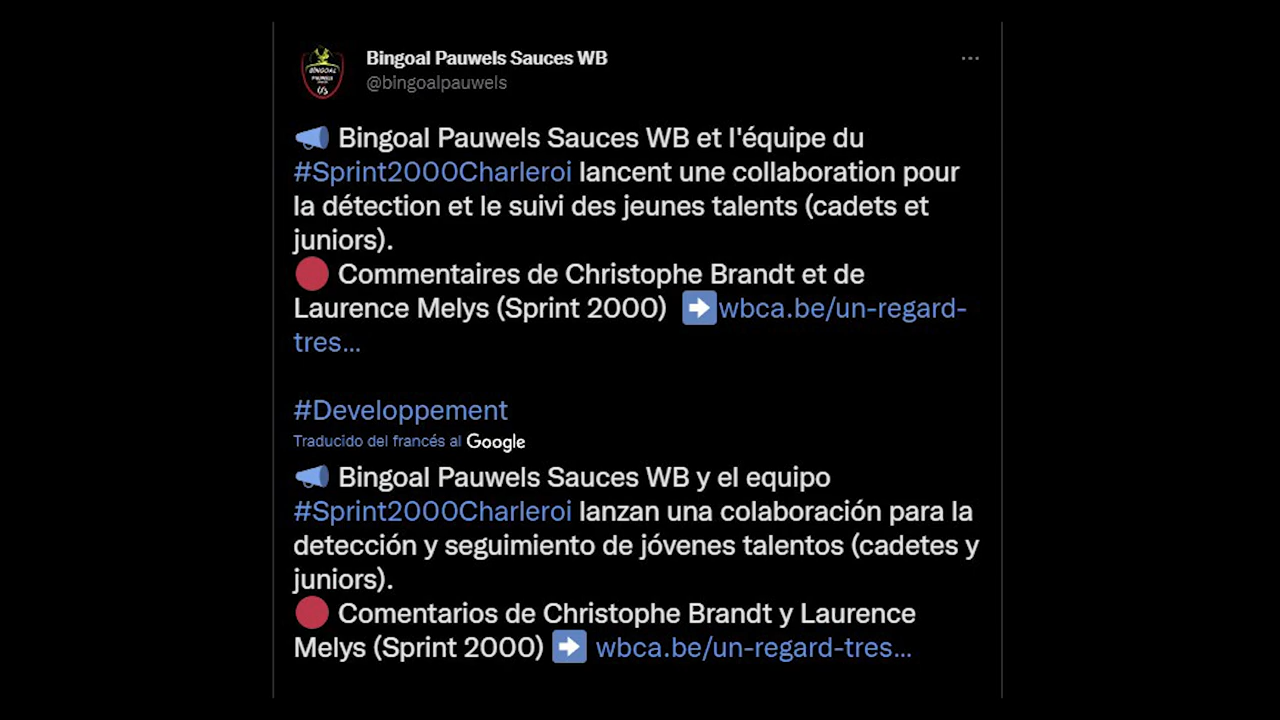 Bingoal Pauwels Sauces WB
@bingoalpauwels
Bingoal Pauwels Sauces WB et l'équipe du
#Sprint2000Charleroi lancent une collaboration pour
la détection et le suivi des jeunes talents (cadets et
juniors).
Commentaires de Christophe Brandt et de
Laurence Melys (Sprint 2000) ➡wbca.be/un-regard-
tres...
#Developpement
Traducido del francés al Google
Bingoal Pauwels Sauces WB y el equipo
#Sprint2000Charleroi lanzan una colaboración para la
detección y seguimiento de jóvenes talentos (cadetes y
juniors).
Comentarios de Christophe Brandt y Laurence
Melys (Sprint 2000) ➡ wbca.be/un-regard-tres...